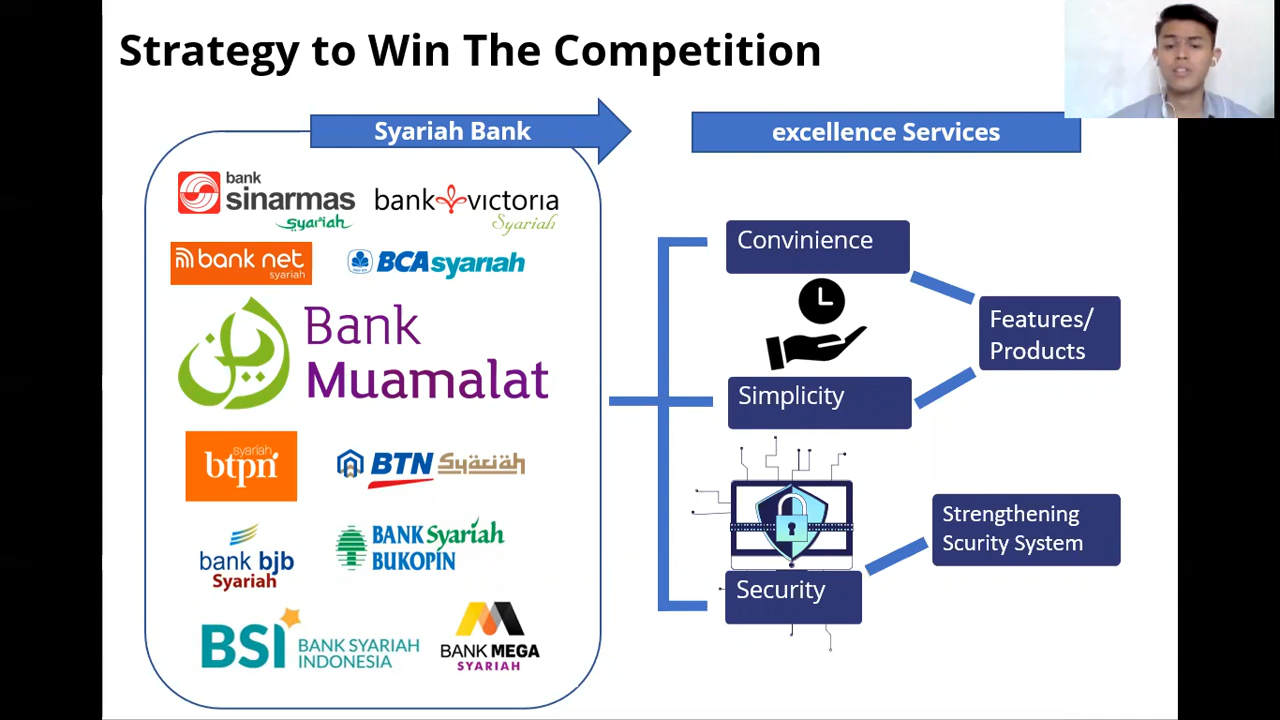 Strategy to Win The Competition
Syariah Bank
excellence Services
bank
sinarmas
syariah
bank victoria
Syariah
bank net
syariah
BCA syariah
Bank
Muamalat
syariah
btpn
BTN Syariah
bank bjb
Syariah
BANK Syariah
BUKOPIN
BSI BANK SYARIAH
INDONESIA
BANK MEGA
SYARIAH
Convinience
Simplicity
Security
Features/
Products
Strengthening
Scurity System